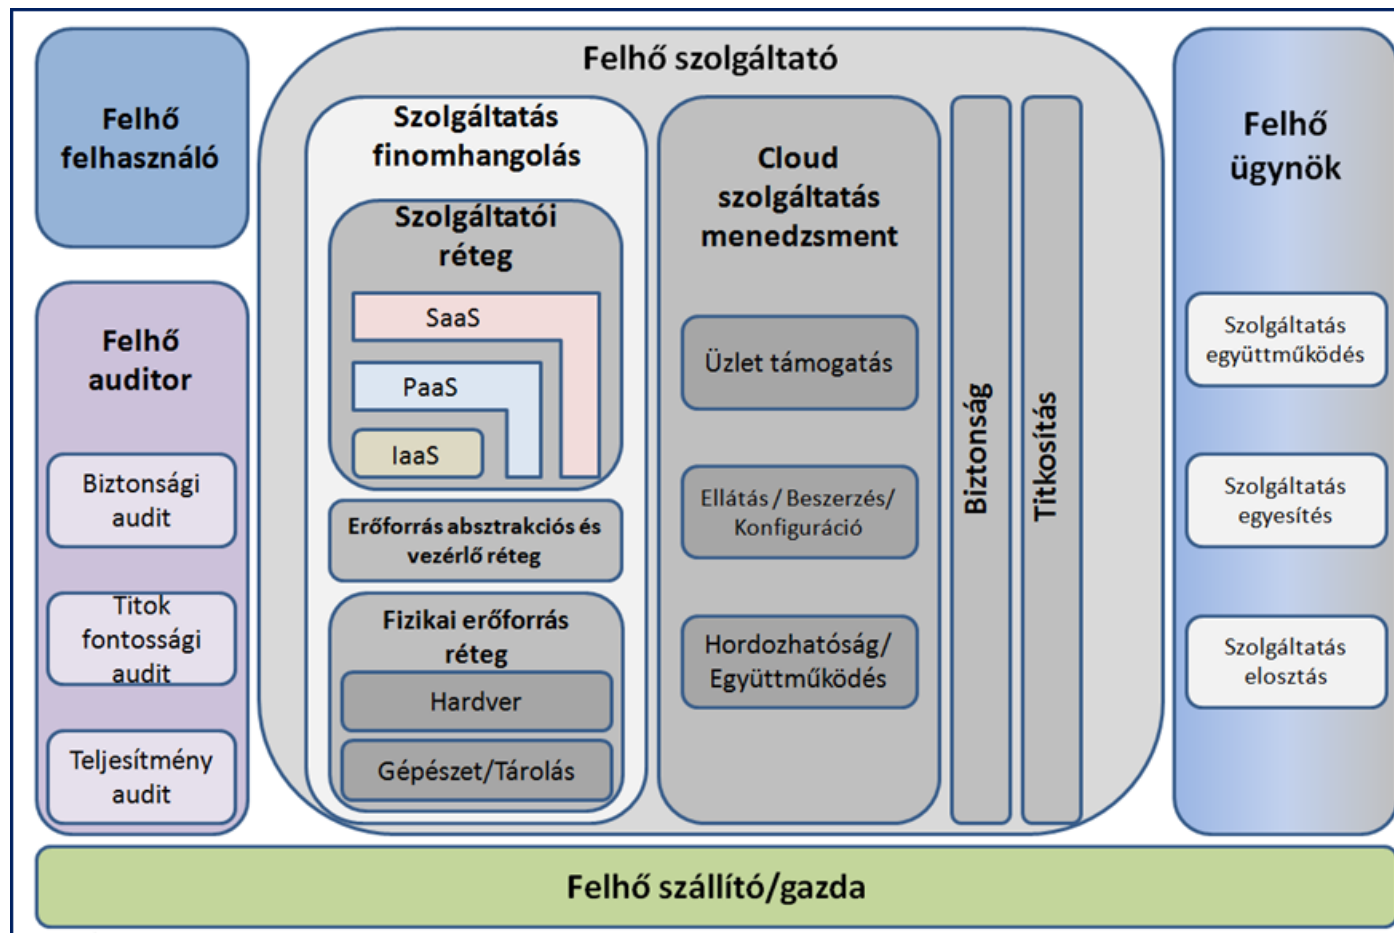 Felhő
felhasználó
Felhő
auditor
Biztonsági
audit
Titok
fontossági
audit
Teljesítmény
audit
Felhő szolgáltató
Szolgáltatás
finomhangolás
Szolgáltatói
réteg
SaaS
PaaS
IaaS
Erőforrás absztrakciós és
vezérlő réteg
Fizikai erőforrás
réteg
Hardver
Gépészet/Tárolás
Cloud
szolgáltatás
menedzsment
Üzlet támogatás
Ellátás / Beszerzés/
Konfiguráció
Hordozhatóság/
Együttműködés
Biztonság
Titkosítás
Felhő
ügynök
Szolgáltatás
együttműködés
Szolgáltatás
egyesítés
Szolgáltatás
elosztás
Felhő szállító/gazda